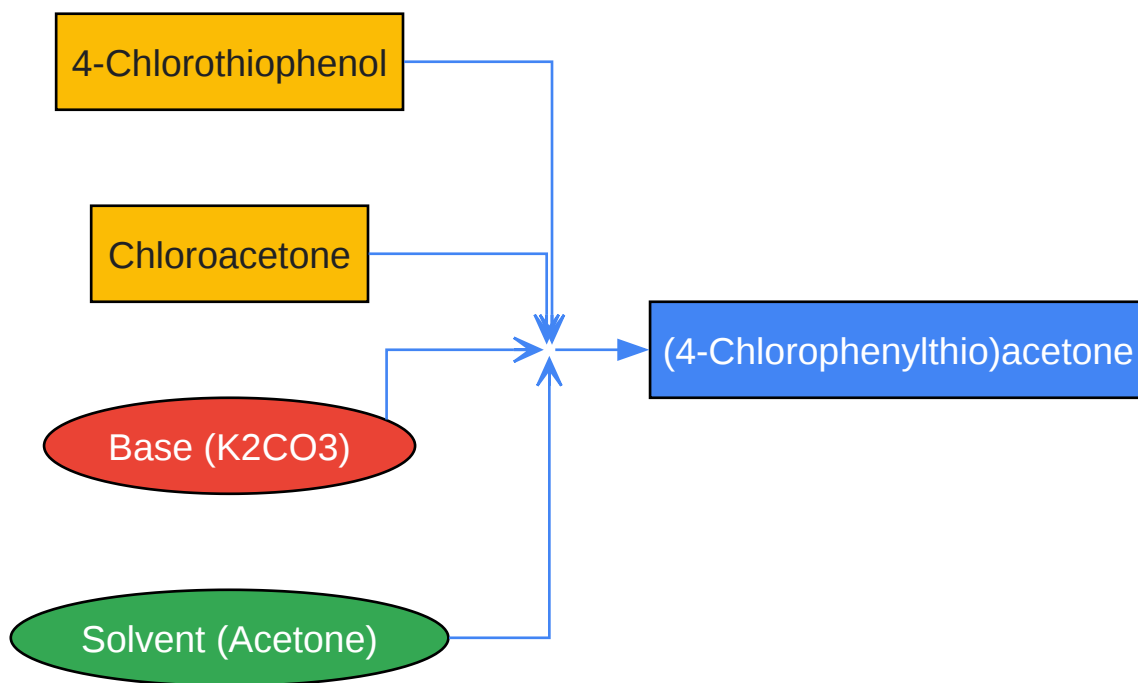 4-Chlorothiophenol
Chloroacetone
Base (K2CO3)
Solvent (Acetone)
(4-Chlorophenylthio)acetone